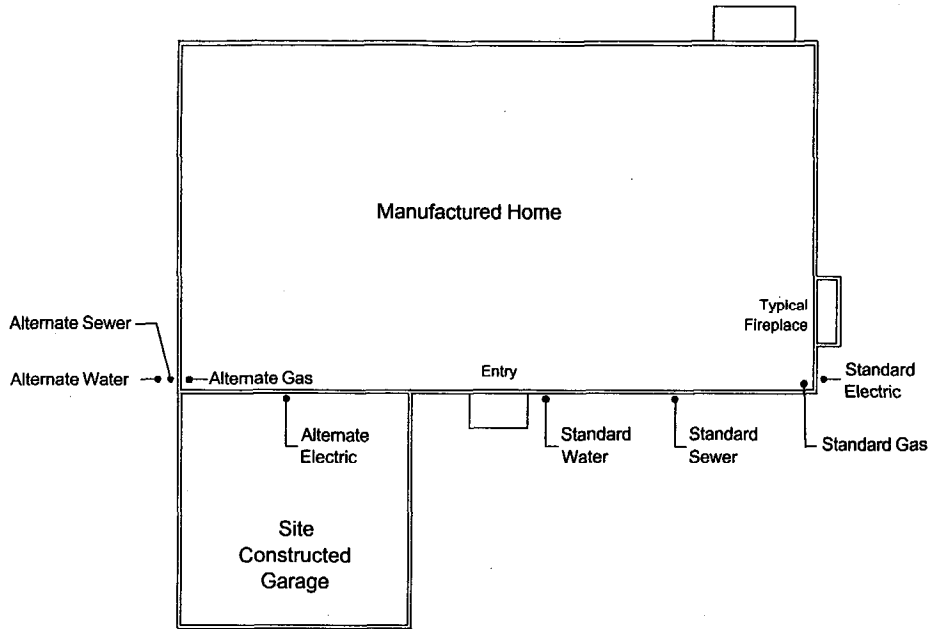 Manufactured Home
Typical
Fireplace
Alternate Sewer
Alternate Water
Alternate Gas
Entry
Standard
Electric
Alternate
Electric
Standard
Water
Standard
Sewer
Standard Gas
Site
Constructed
Garage